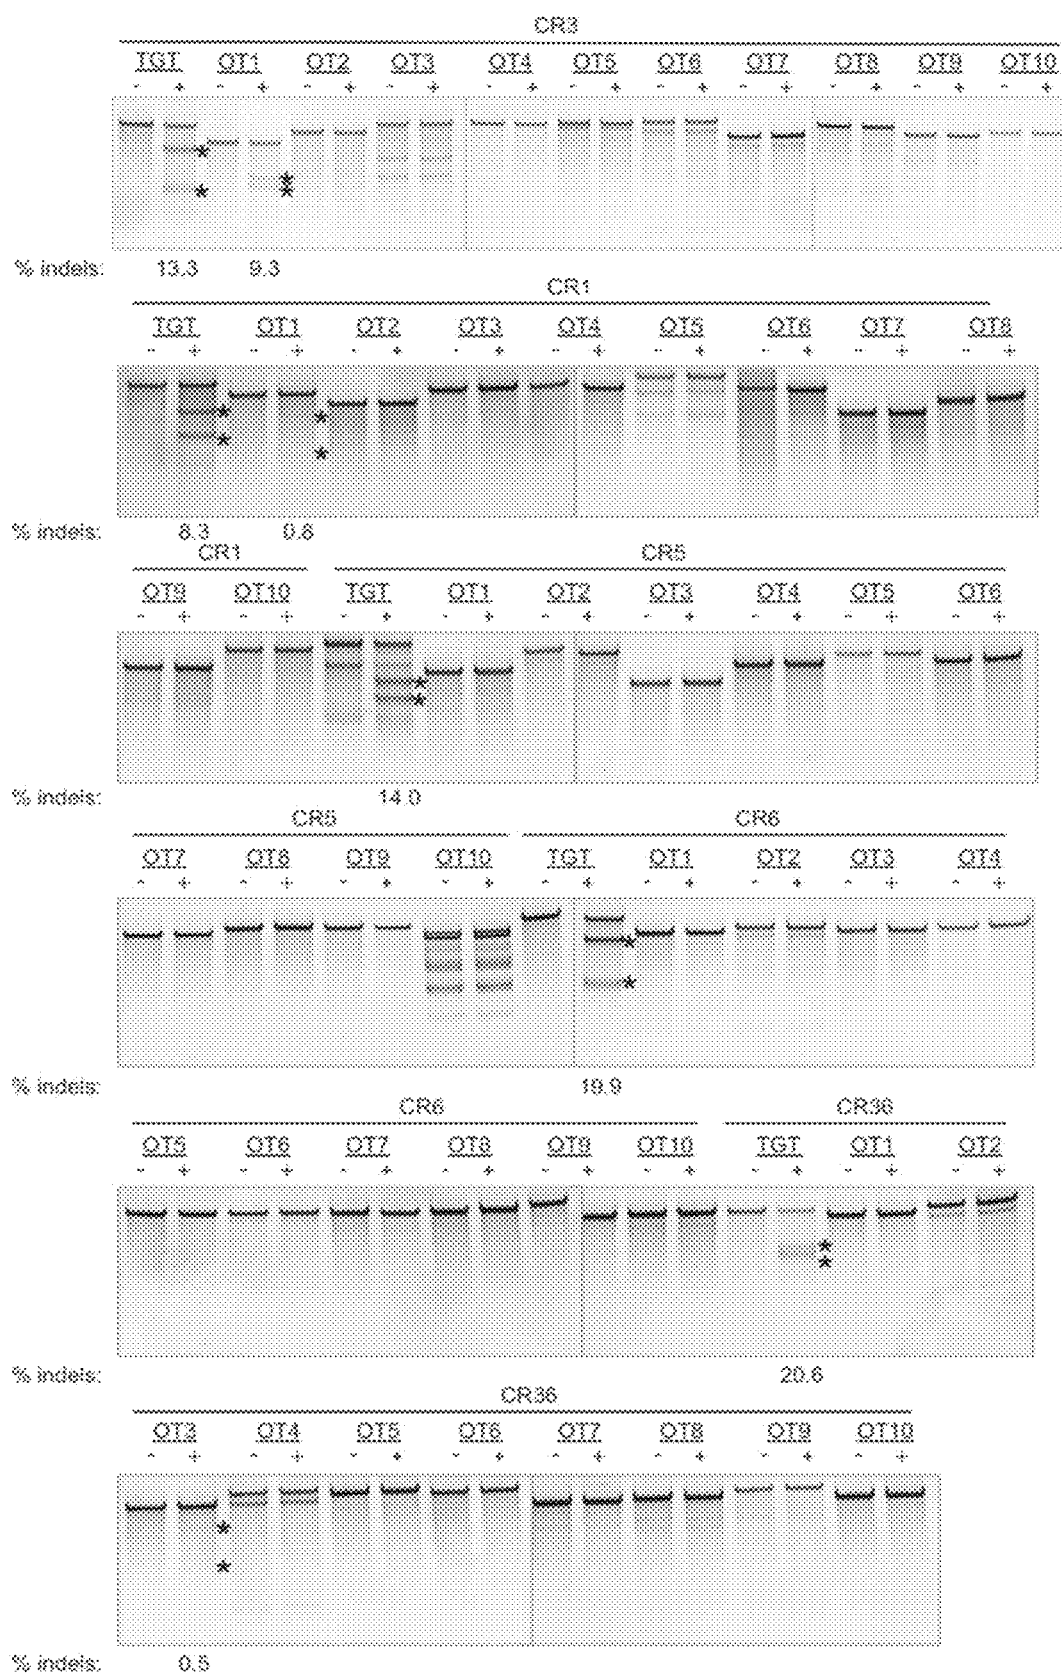 CR3
TGT OT1 OT2 OT3 OT4 OT5 OT6 OT7 OT8 OT9 OT10
- + - + - + - + - + - + - + - + - + - + - +
* *
* *
% indels: 13.3 9.3
CR1
TGT OT1 OT2 OT3 OT4 OT5 OT6 OT7 OT8
- + - + - + - + - + - + - + - + - +
* *
* *
% indels: 8.3 0.6
CR1 CR5
OT9 OT10 TGT OT1 OT2 OT3 OT4 OT5 OT6
- + - + - + - + - + - + - + - + - +
*
*
% indels: 14.0
CR5 CR6
OT7 OT8 OT9 OT10 TGT OT1 OT2 OT3 OT4
- + - + - + - + - + - + - + - + - +
*
*
% indels: 19.9
CR6 CR36
OT5 OT6 OT7 OT8 OT9 OT10 TGT OT1 OT2
- + - + - + - + - + - + - + - + - +
*
*
% indels: 20.6
CR36
OT3 OT4 OT5 OT6 OT7 OT8 OT9 OT10
- + - + - + - + - + - + - + - +
*
*
% indels: 0.5